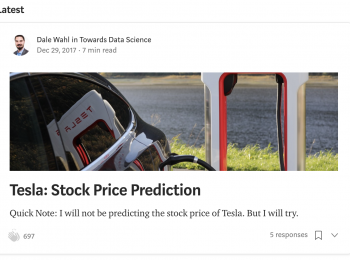 Latest
Dale Wahl in Towards Data Science
Dec 29, 2017 · 7 min read
TESLA
Tesla: Stock Price Prediction
Quick Note: I will not be predicting the stock price of Tesla. But I will try.
697
5 responses